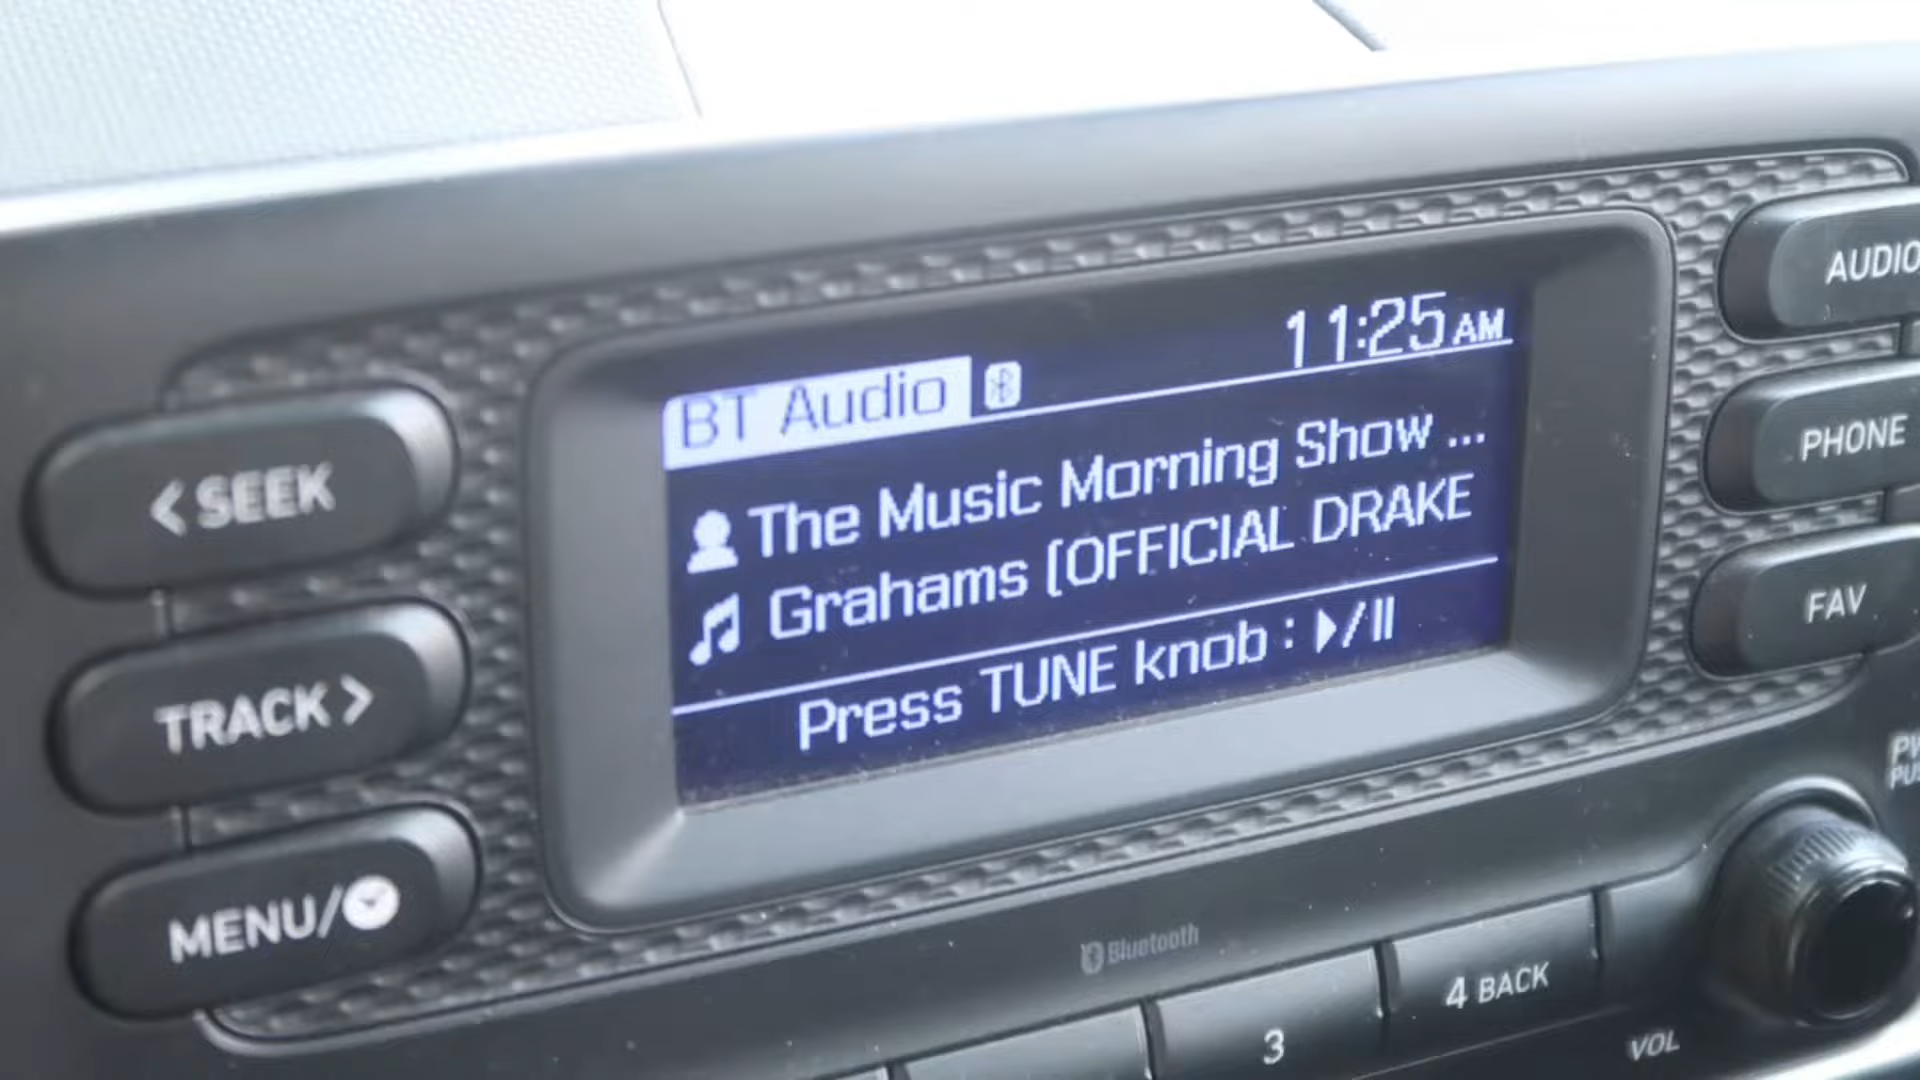 11:25 AM
BT Audio
The Music Morning Show ...
Grahams [OFFICIAL DRAKE
Press TUNE knob : ▶/II
< SEEK
TRACK >
MENU/
AUDIO
PHONE
FAV
Bluetooth
3
4 BACK
VOL